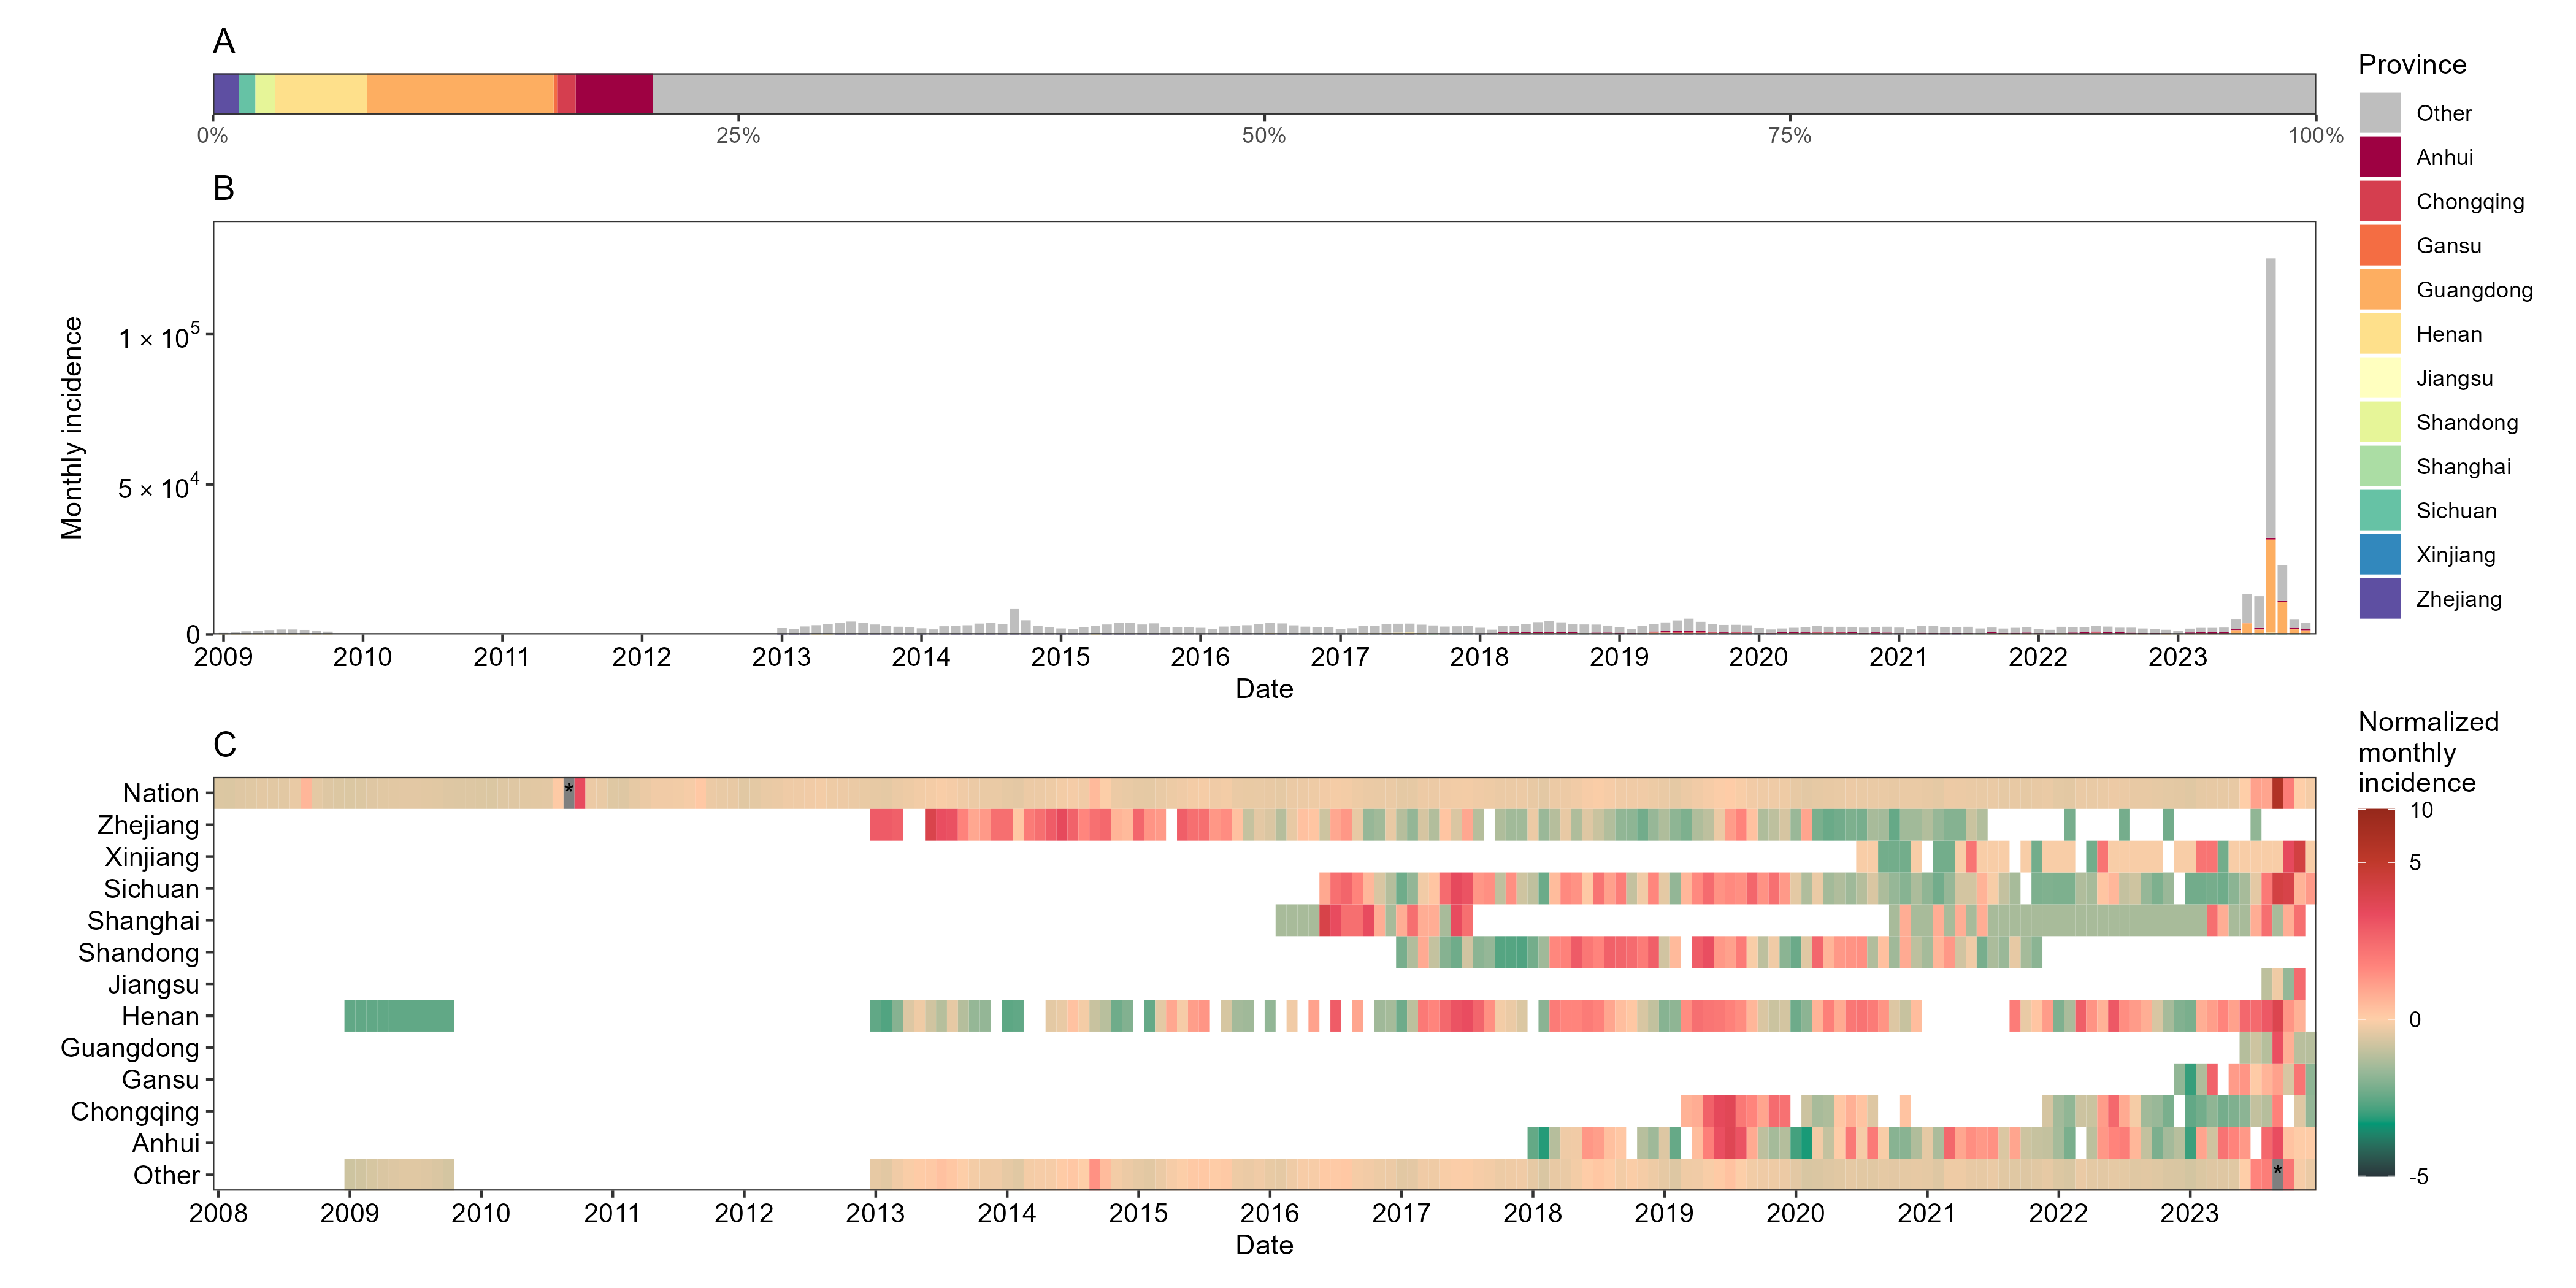 A
0%
25%
50%
75%
100%
Province
Other
Anhui
Chongqing
Gansu
Guangdong
Henan
Jiangsu
Shandong
Shanghai
Sichuan
Xinjiang
Zhejiang
B
Monthly incidence
1 × 10⁵
5 × 10⁴
0
2009 2010 2011 2012 2013 2014 2015 2016 2017 2018 2019 2020 2021 2022 2023
Date
C
Nation
Zhejiang
Xinjiang
Sichuan
Shanghai
Shandong
Jiangsu
Henan
Guangdong
Gansu
Chongqing
Anhui
Other
*
*
2008 2009 2010 2011 2012 2013 2014 2015 2016 2017 2018 2019 2020 2021 2022 2023
Date
Normalized
monthly
incidence
10
5
0
-5